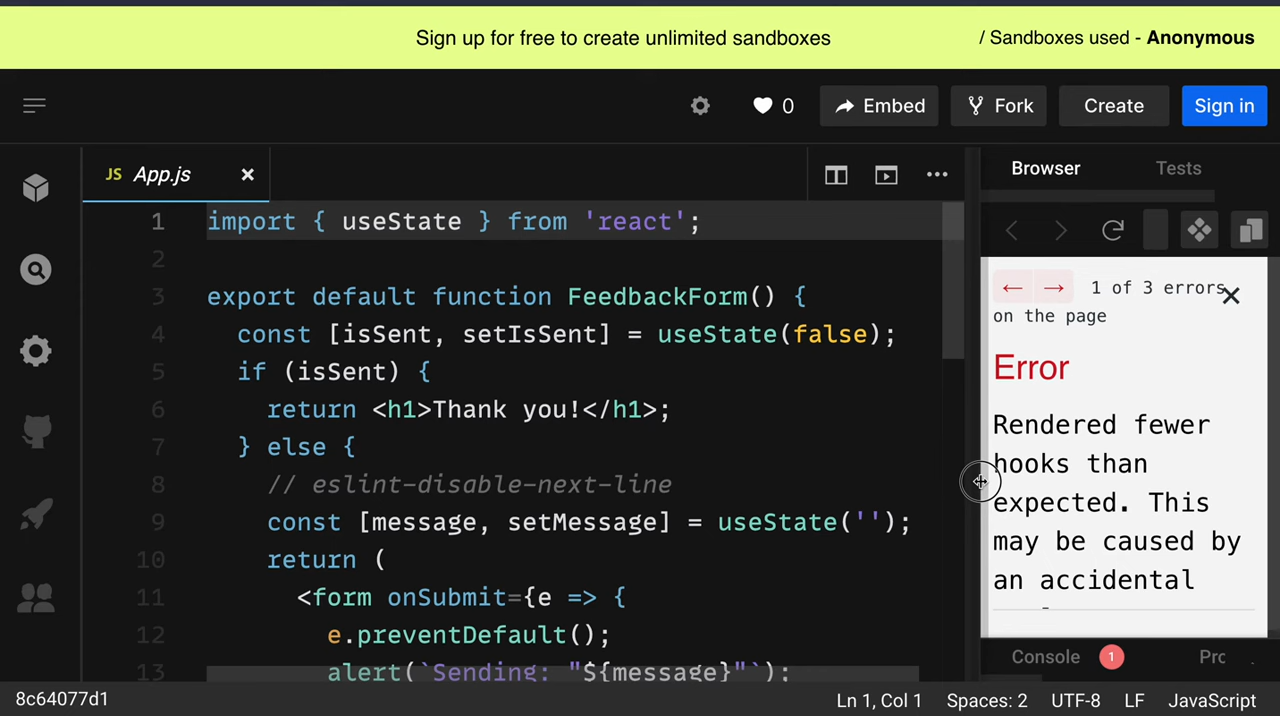 Sign up for free to create unlimited sandboxes
/ Sandboxes used - Anonymous
0
Embed
Fork
Create
Sign in
JS App.js
Browser
Tests
1 import { useState } from 'react';
2
3 export default function FeedbackForm() {
4 const [isSent, setIsSent] = useState(false);
5 if (isSent) {
6 return <h1>Thank you!</h1>;
7 } else {
8 // eslint-disable-next-line
9 const [message, setMessage] = useState('');
10 return (
11 <form onSubmit={e => {
12 e.preventDefault();
13 alert(`Sending: "${message}"`);
1 of 3 errors
on the page
Error
Rendered fewer
hooks than
expected. This
may be caused by
an accidental
Console 1
8c64077d1
Ln 1, Col 1
Spaces: 2
UTF-8
LF
JavaScript